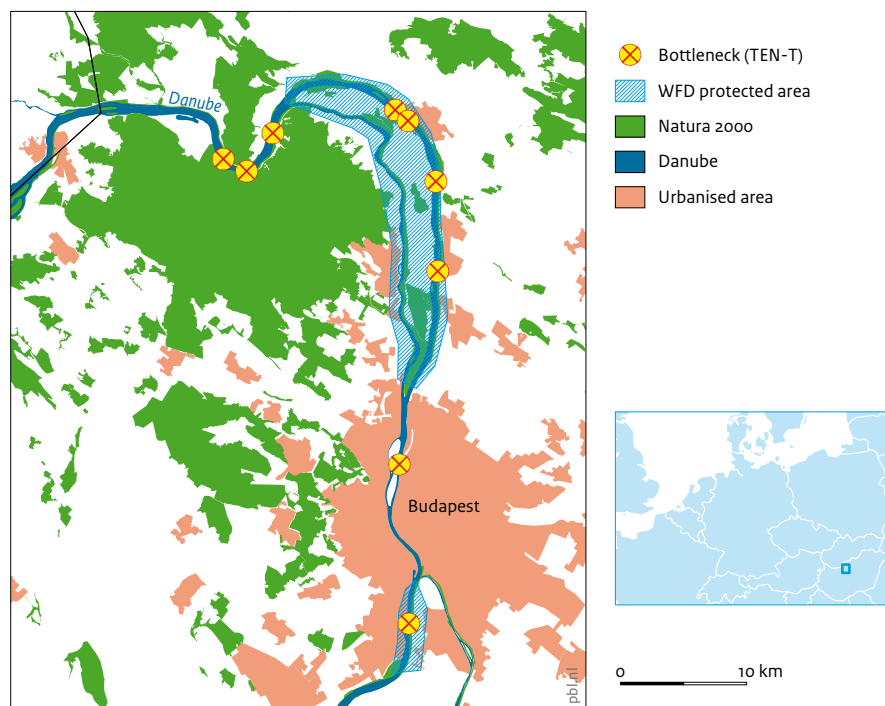 Danube
Budapest
pbl.nl
Bottleneck (TEN-T)
WFD protected area
Natura 2000
Danube
Urbanised area
0 10 km